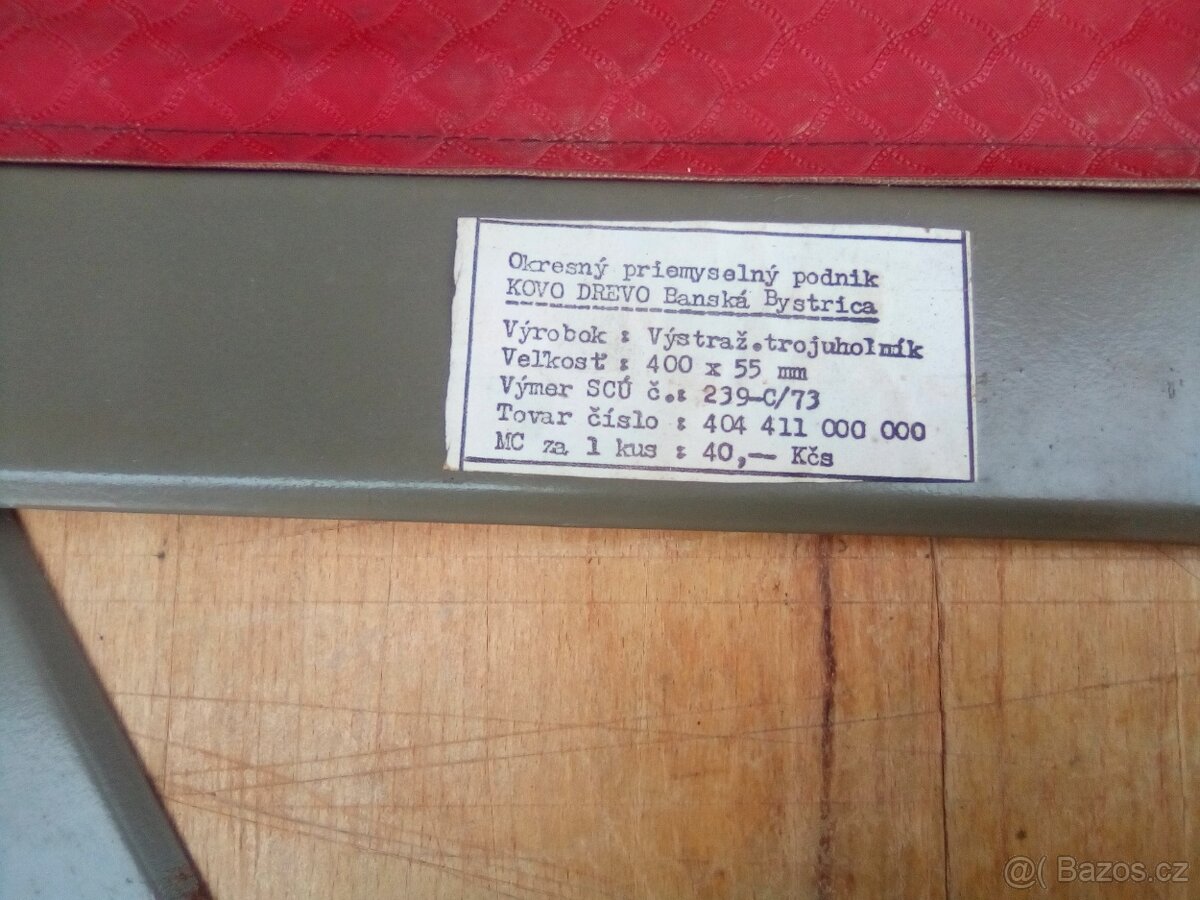 Okresný priemyselný podnik
KOVO DREVO Banská Bystrica
Výrobok : Výstraž.trojuholník
Veľkosť : 400 x 55 mm
Výmer SCÚ č.: 239-C/73
Tovar číslo : 404 411 000 000
MC za 1 kus : 40,— Kčs
@( Bazos.cz